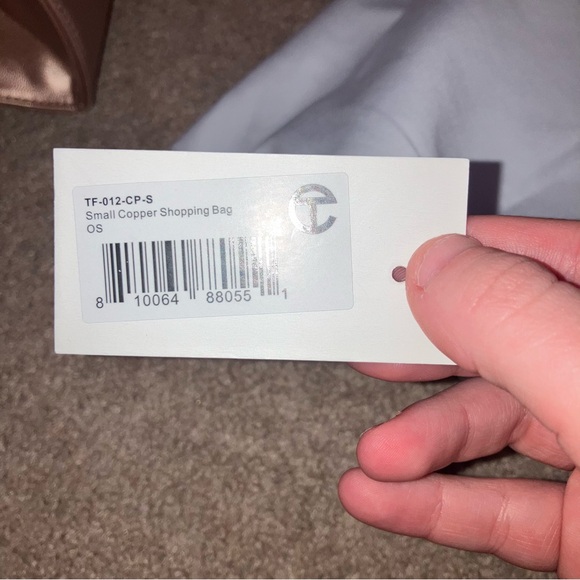 TF-012-CP-S
Small Copper Shopping Bag
OS
8 10064 88055 1